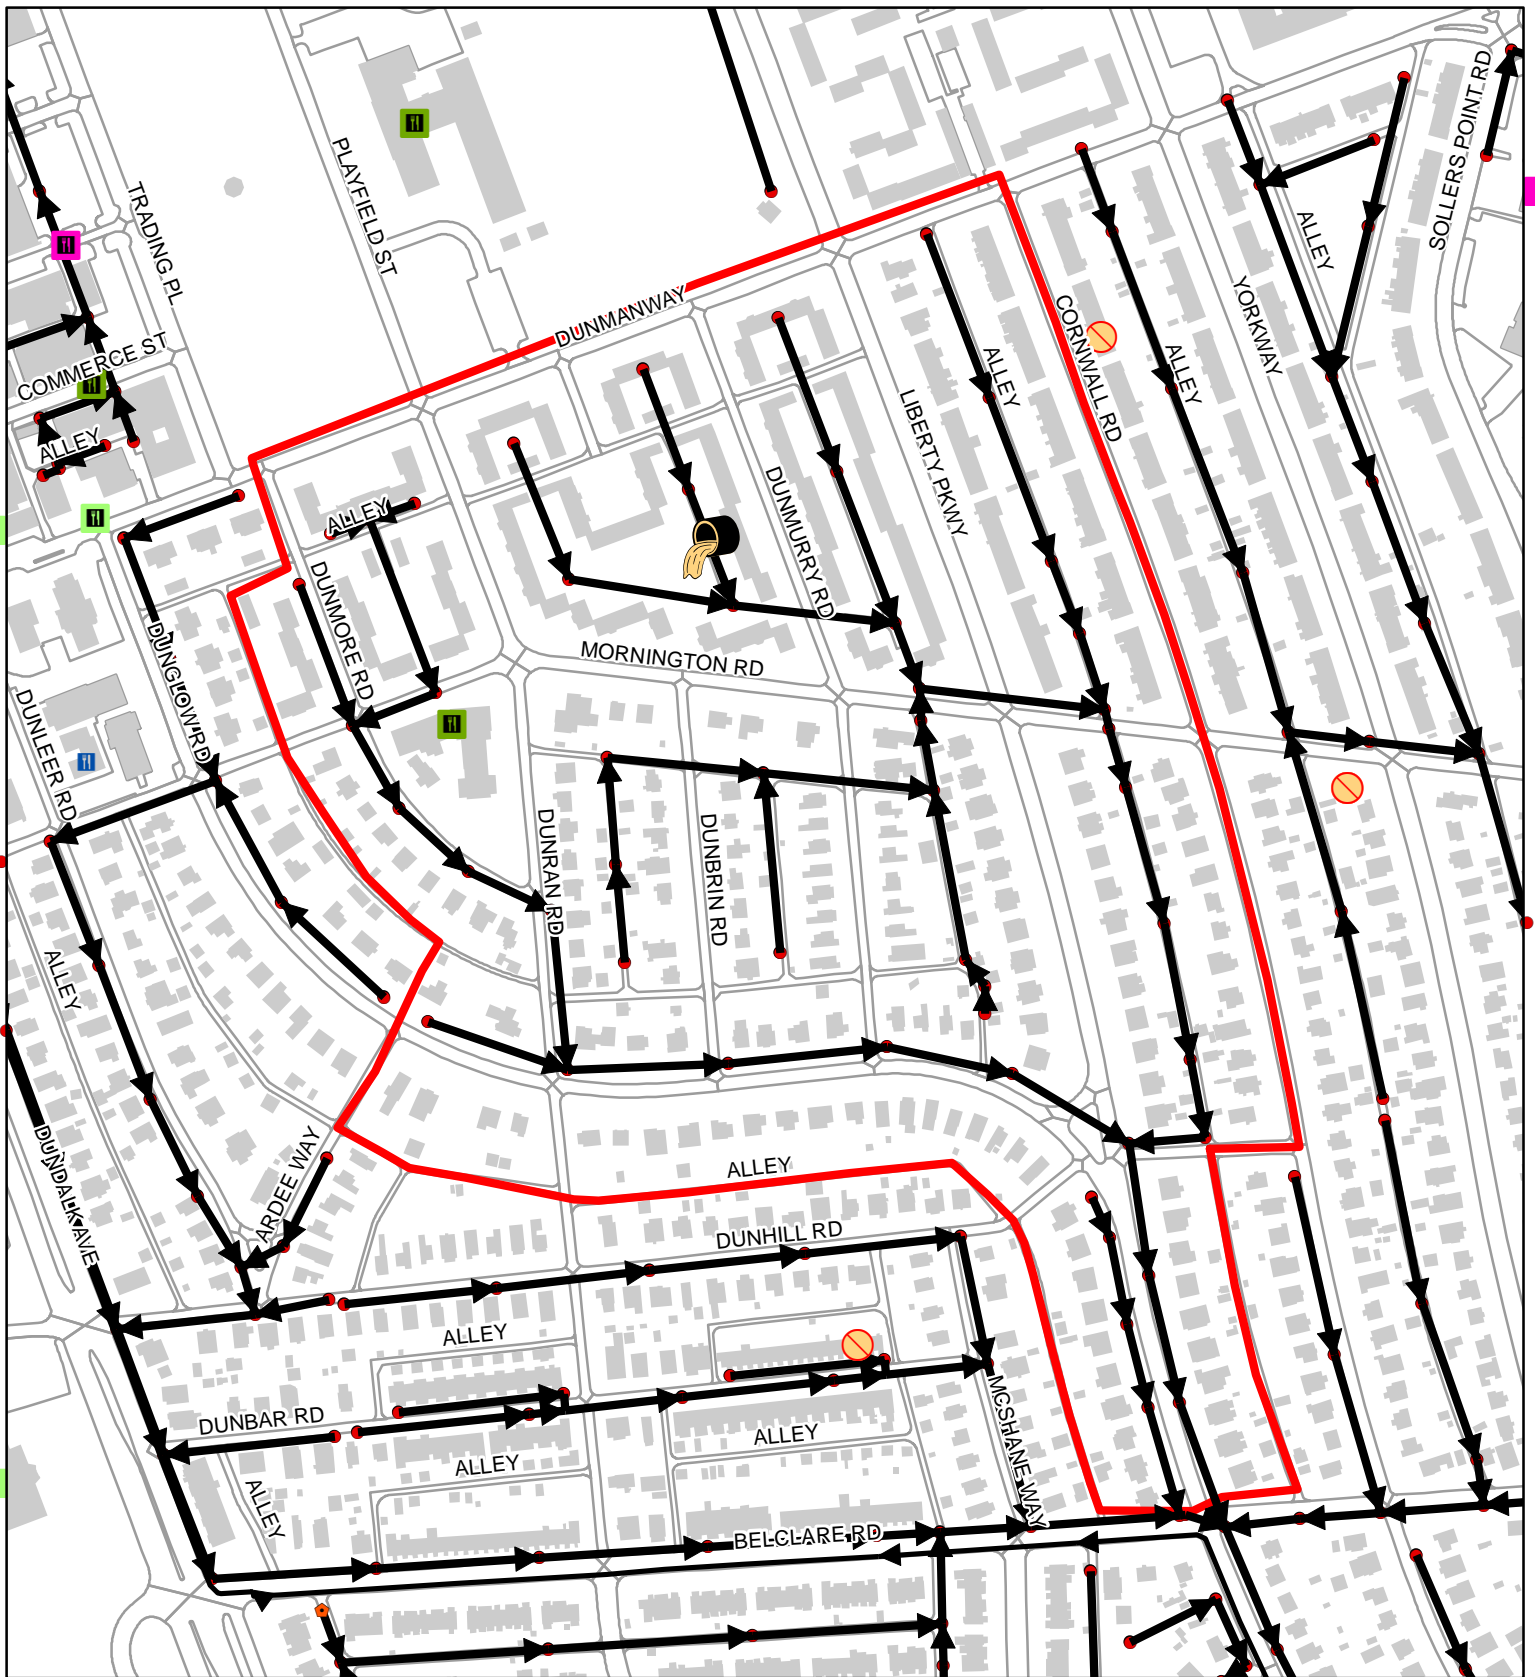 SOLLERS POINT RD
PLAYFIELD ST
TRADING PL
ALLEY
YORKWAY
DUNMANWAY
CORNWALL RD
COMMERCE ST
ALLEY
ALLEY
LIBERTY PKWY
ALLEY
DUNMURRY RD
ALLEY
DUNMORE RD
DUNGLOW RD
MORNINGTON RD
DUNLEER RD
DUNRAN RD
DUNBRIN RD
ALLEY
DUNDALK AVE
ARDEE WAY
ALLEY
DUNHILL RD
ALLEY
MCSHANE WAY
DUNBAR RD
ALLEY
ALLEY
ALLEY
BELCLARE RD